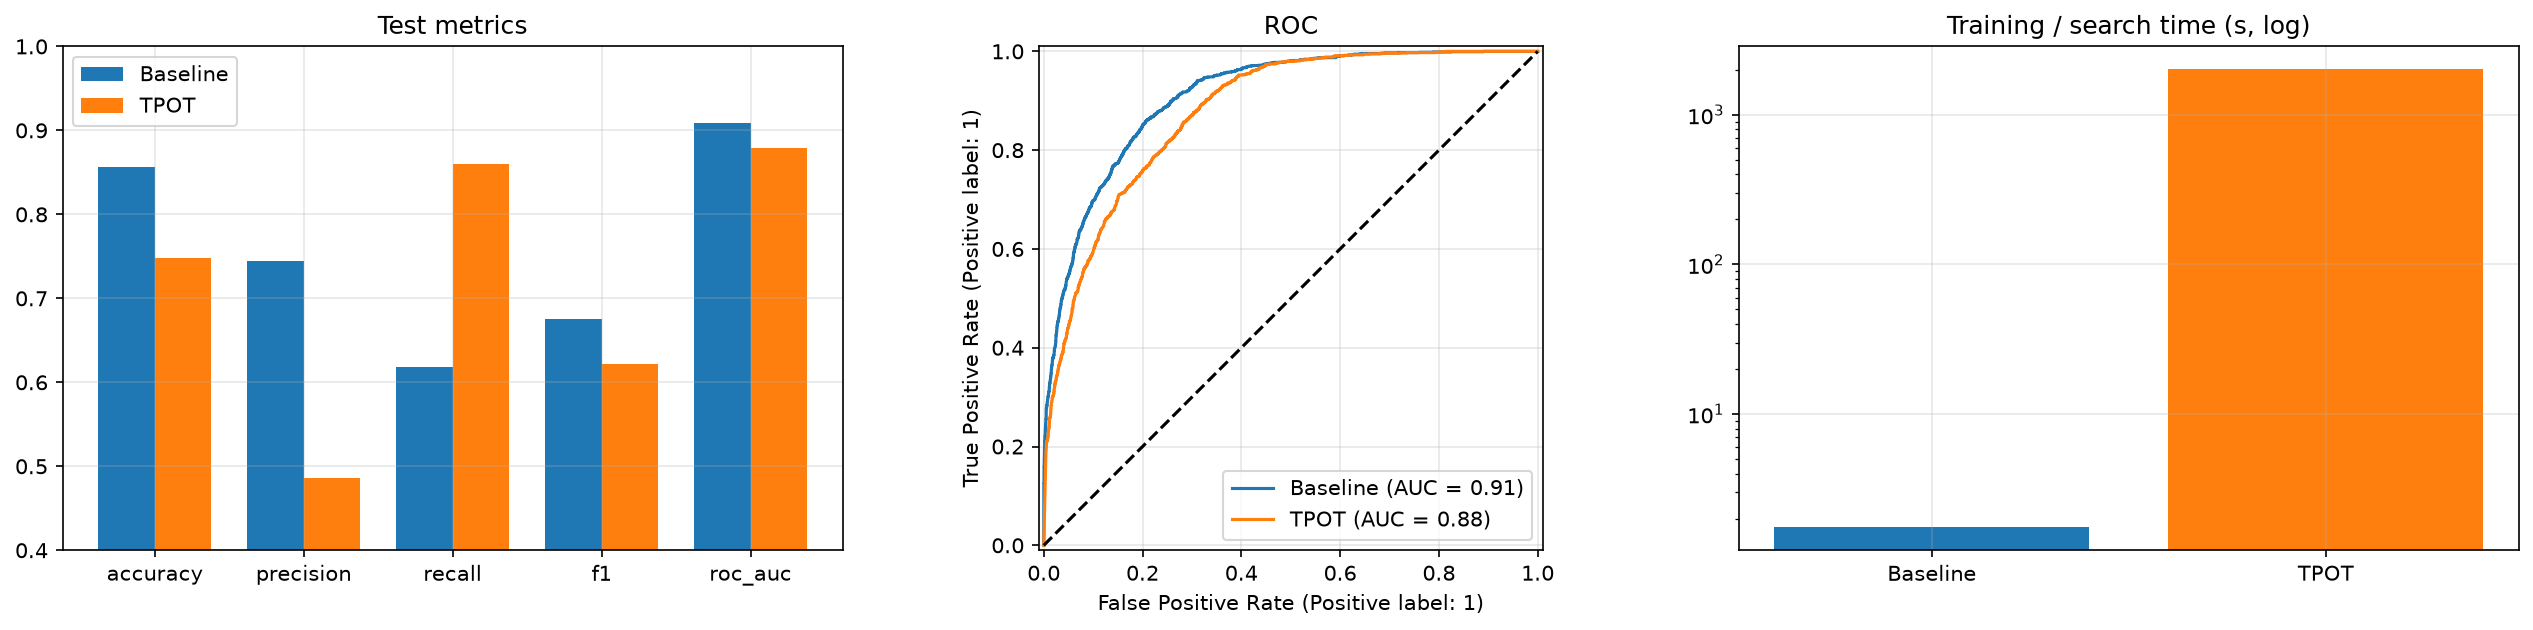 Test metrics
Baseline
TPOT
1.0
0.9
0.8
0.7
0.6
0.5
0.4
accuracy precision recall f1 roc_auc
ROC
True Positive Rate (Positive label: 1)
1.0
0.8
0.6
0.4
0.2
0.0
Baseline (AUC = 0.91)
TPOT (AUC = 0.88)
0.0 0.2 0.4 0.6 0.8 1.0
False Positive Rate (Positive label: 1)
Training / search time (s, log)
10³
10²
10¹
Baseline TPOT